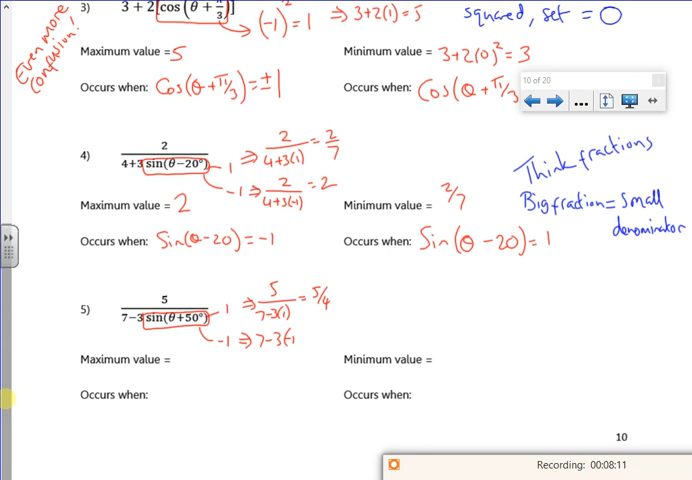 3) 3 + 2 [cos (θ + π/3)] (-1)² = 1 ⇒ 3+2(1) = 5
squared, set = 0
Even more confusion!
Maximum value = 5
Minimum value = 3+2(0)² = 3
Occurs when: Cos(θ + π/3) = ±1
Occurs when: Cos(θ + π/3
10 of 20
4) 2 / 4+3 sin(θ−20°)
1 ⇒ 2 / 4+3(1) = 2/7
-1 ⇒ 2 / 4+3(-1) = 2
Think fractions
Big fraction = Small denominator
Maximum value = 2
Minimum value = 2/7
Occurs when: Sin(θ-20) = -1
Occurs when: Sin(θ - 20) = 1
5) 5 / 7−3 sin(θ+50°)
1 ⇒ 5 / 7-3(1) = 5/4
-1 ⇒ 7-3(-1
Maximum value =
Minimum value =
Occurs when:
Occurs when:
10
Recording: 00:08:11